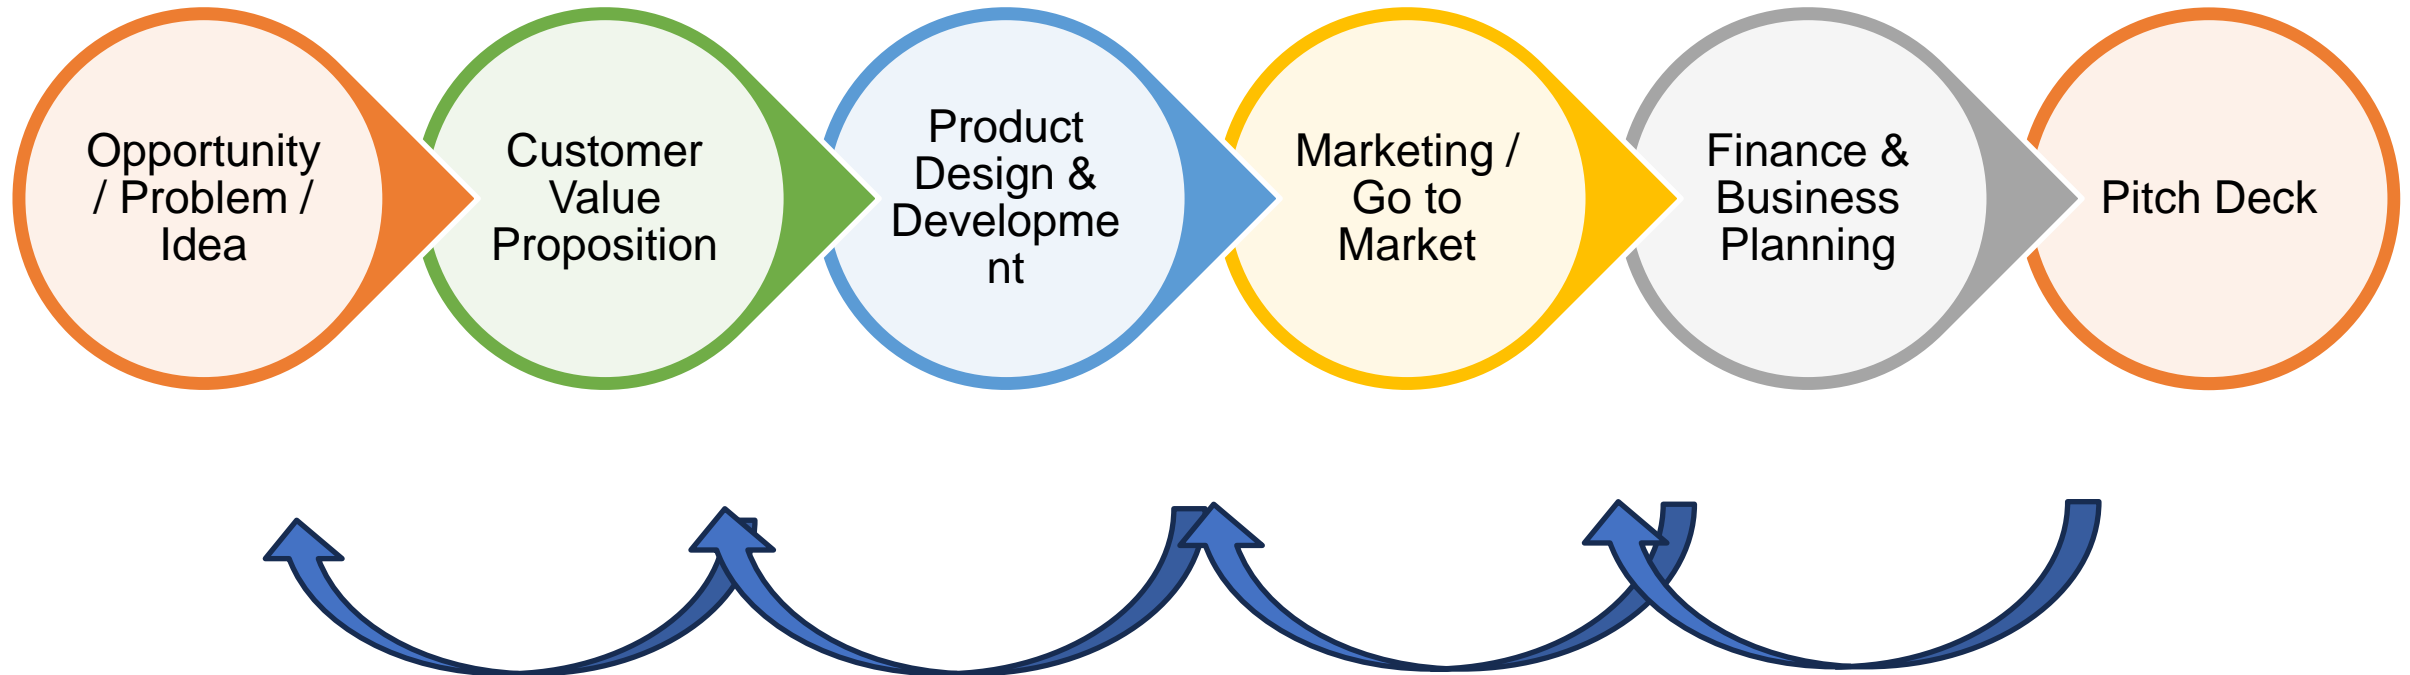 Opportunity
/ Problem /
Idea
Customer
Value
Proposition
Product
Design &
Developme
nt
Marketing /
Go to
Market
Finance &
Business
Planning
Pitch Deck